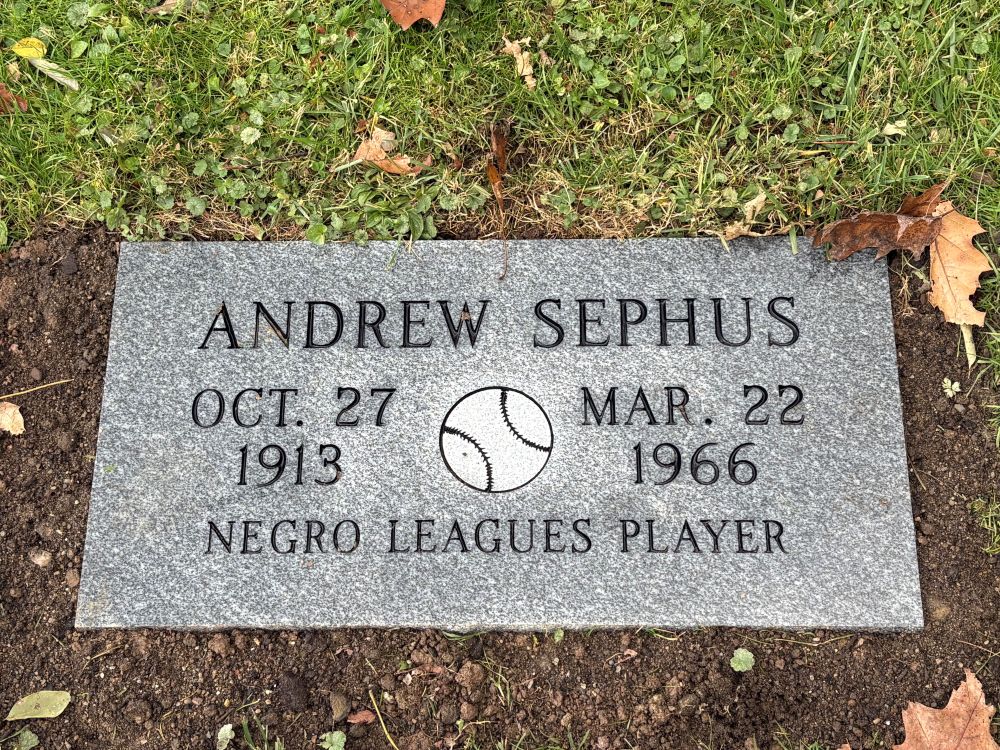 ANDREW SEPHUS
OCT. 27 MAR. 22
1913 1966
NEGRO LEAGUES PLAYER